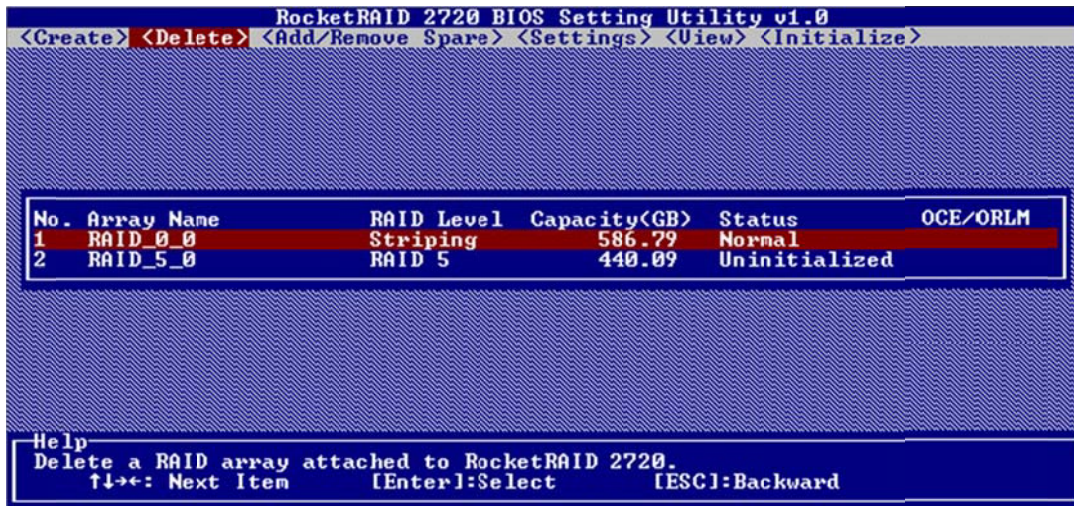 RocketRAID 2720 BIOS Setting Utility v1.0
<Create> <Delete> <Add/Remove Spare> <Settings> <View> <Initialize>
No. Array Name RAID Level Capacity(GB) Status OCE/ORLM
1 RAID_0_0 Striping 586.79 Normal
2 RAID_5_0 RAID 5 440.09 Uninitialized
Help
Delete a RAID array attached to RocketRAID 2720.
↑↓→←: Next Item [Enter]:Select [ESC]:Backward